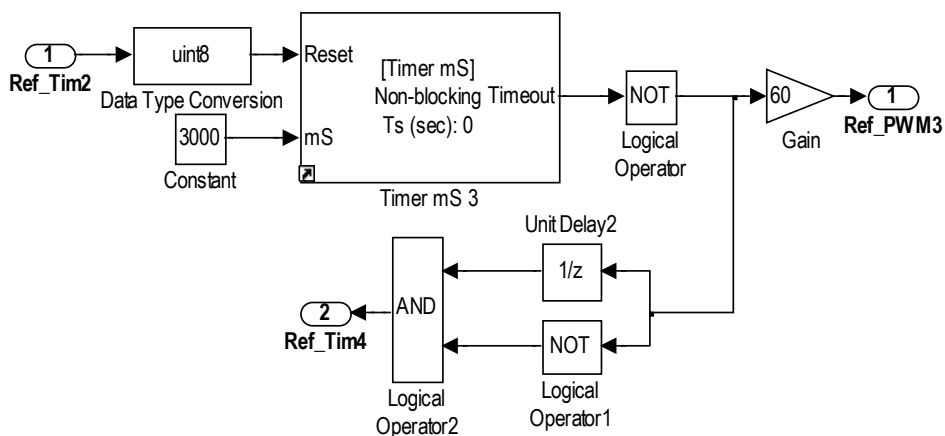 1
Ref_Tim2
uint8
Data Type Conversion
3000
Constant
Reset
mS
[Timer mS]
Non-blocking
Ts (sec): 0
Timeout
Timer mS 3
NOT
Logical
Operator
60
Gain
1
Ref_PWM3
Unit Delay2
1/z
NOT
Logical
Operator1
AND
Logical
Operator2
2
Ref_Tim4